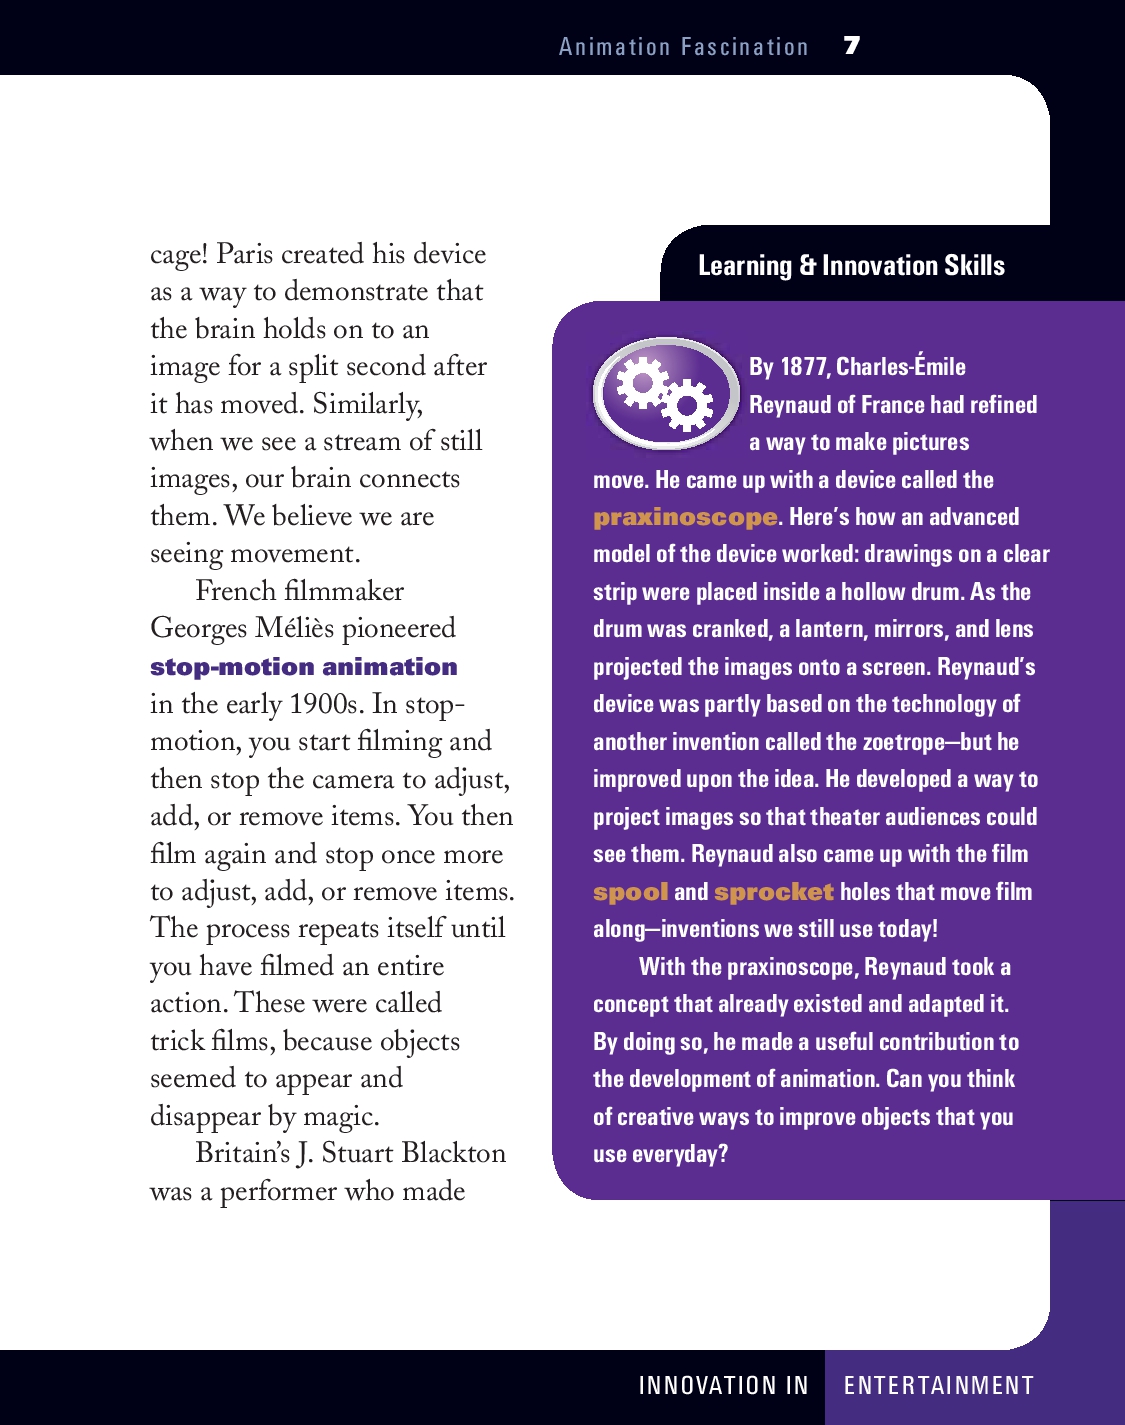 Animation Fascination 7
cage! Paris created his device
as a way to demonstrate that
the brain holds on to an
image for a split second after
it has moved. Similarly,
when we see a stream of still
images, our brain connects
them. We believe we are
seeing movement.
French filmmaker
Georges Méliès pioneered
stop-motion animation
in the early 1900s. In stop-
motion, you start filming and
then stop the camera to adjust,
add, or remove items. You then
film again and stop once more
to adjust, add, or remove items.
The process repeats itself until
you have filmed an entire
action. These were called
trick films, because objects
seemed to appear and
disappear by magic.
Britain's J. Stuart Blackton
was a performer who made
Learning & Innovation Skills
By 1877, Charles-Émile
Reynaud of France had refined
a way to make pictures
move. He came up with a device called the
praxinoscope. Here's how an advanced
model of the device worked: drawings on a clear
strip were placed inside a hollow drum. As the
drum was cranked, a lantern, mirrors, and lens
projected the images onto a screen. Reynaud's
device was partly based on the technology of
another invention called the zoetrope—but he
improved upon the idea. He developed a way to
project images so that theater audiences could
see them. Reynaud also came up with the film
spool and sprocket holes that move film
along—inventions we still use today!
With the praxinoscope, Reynaud took a
concept that already existed and adapted it.
By doing so, he made a useful contribution to
the development of animation. Can you think
of creative ways to improve objects that you
use everyday?
INNOVATION IN ENTERTAINMENT